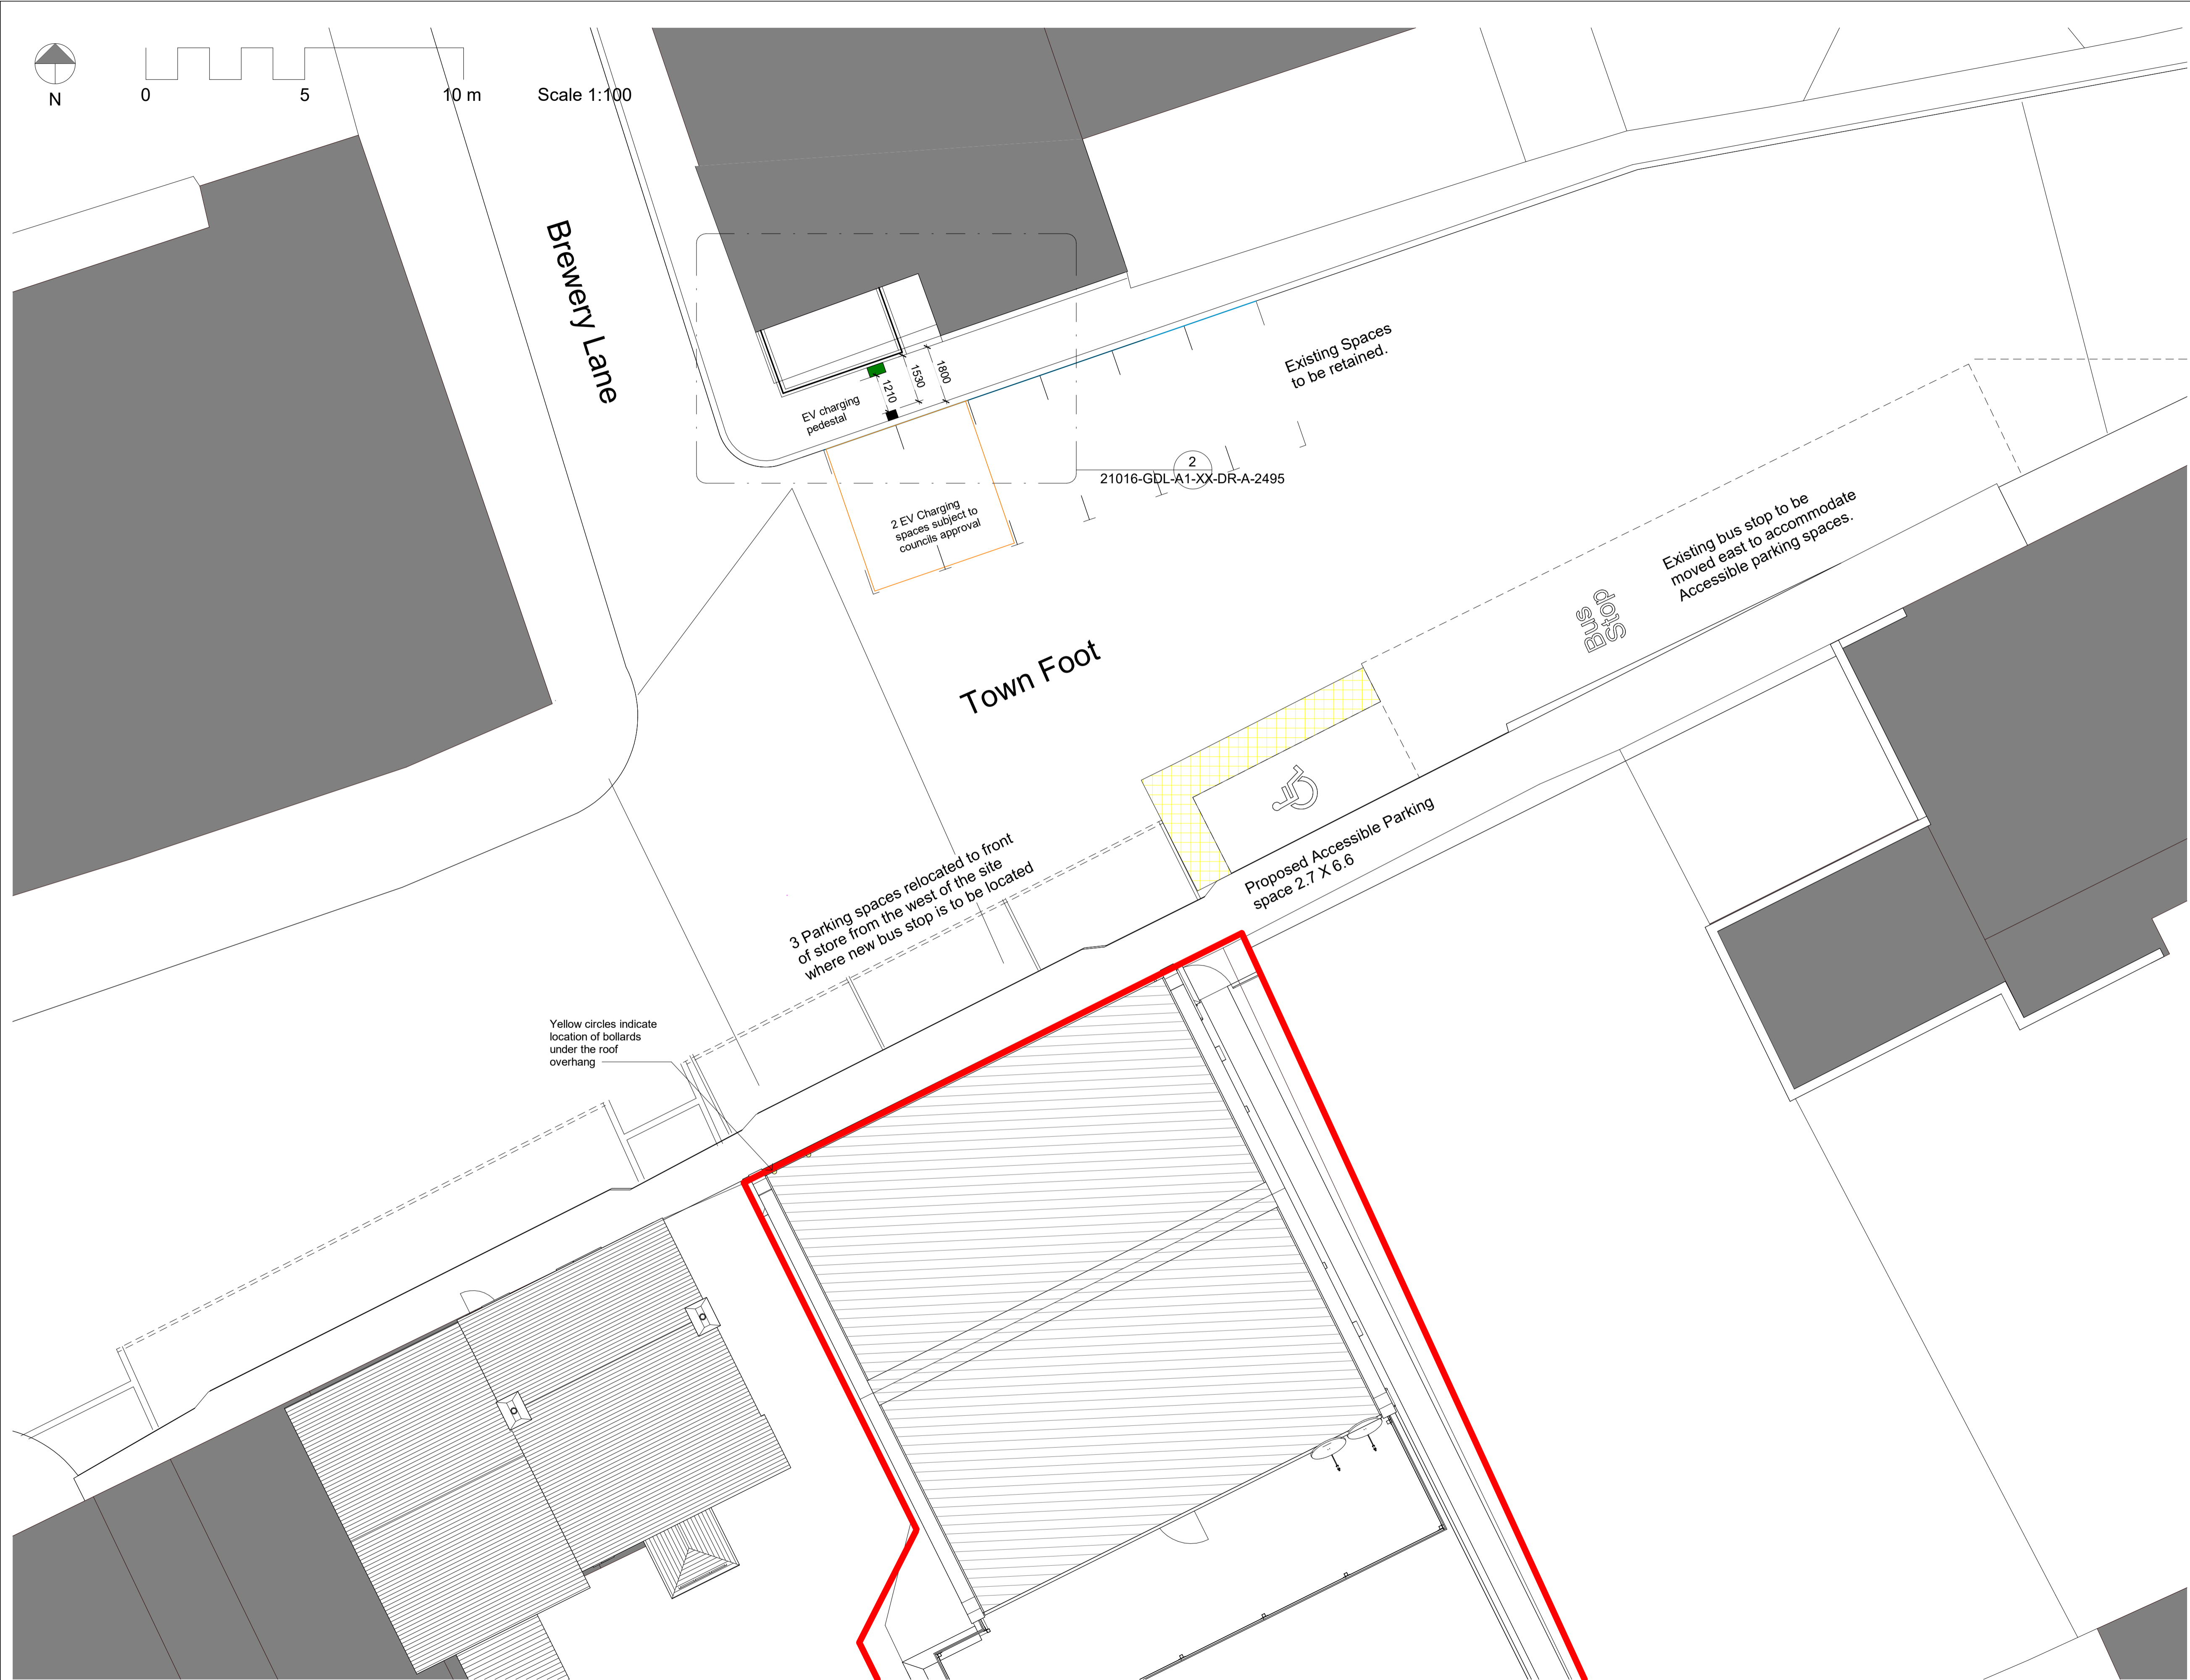 N
0
5
10 m
Scale 1:100
Brewery Lane
Existing Spaces
to be retained.
1800
1530
1210
EV charging
pedestal
2
21016-GDL-A1-XX-DR-A-2495
2 EV Charging
spaces subject to
councils approval
Existing bus stop to be
moved east to accommodate
Accessible parking spaces.
Bus
Stop
Town Foot
Proposed Accessible Parking
space 2.7 X 6.6
3 Parking spaces relocated to front
of store from the west of the site
where new bus stop is to be located
Yellow circles indicate
location of bollards
under the roof
overhang